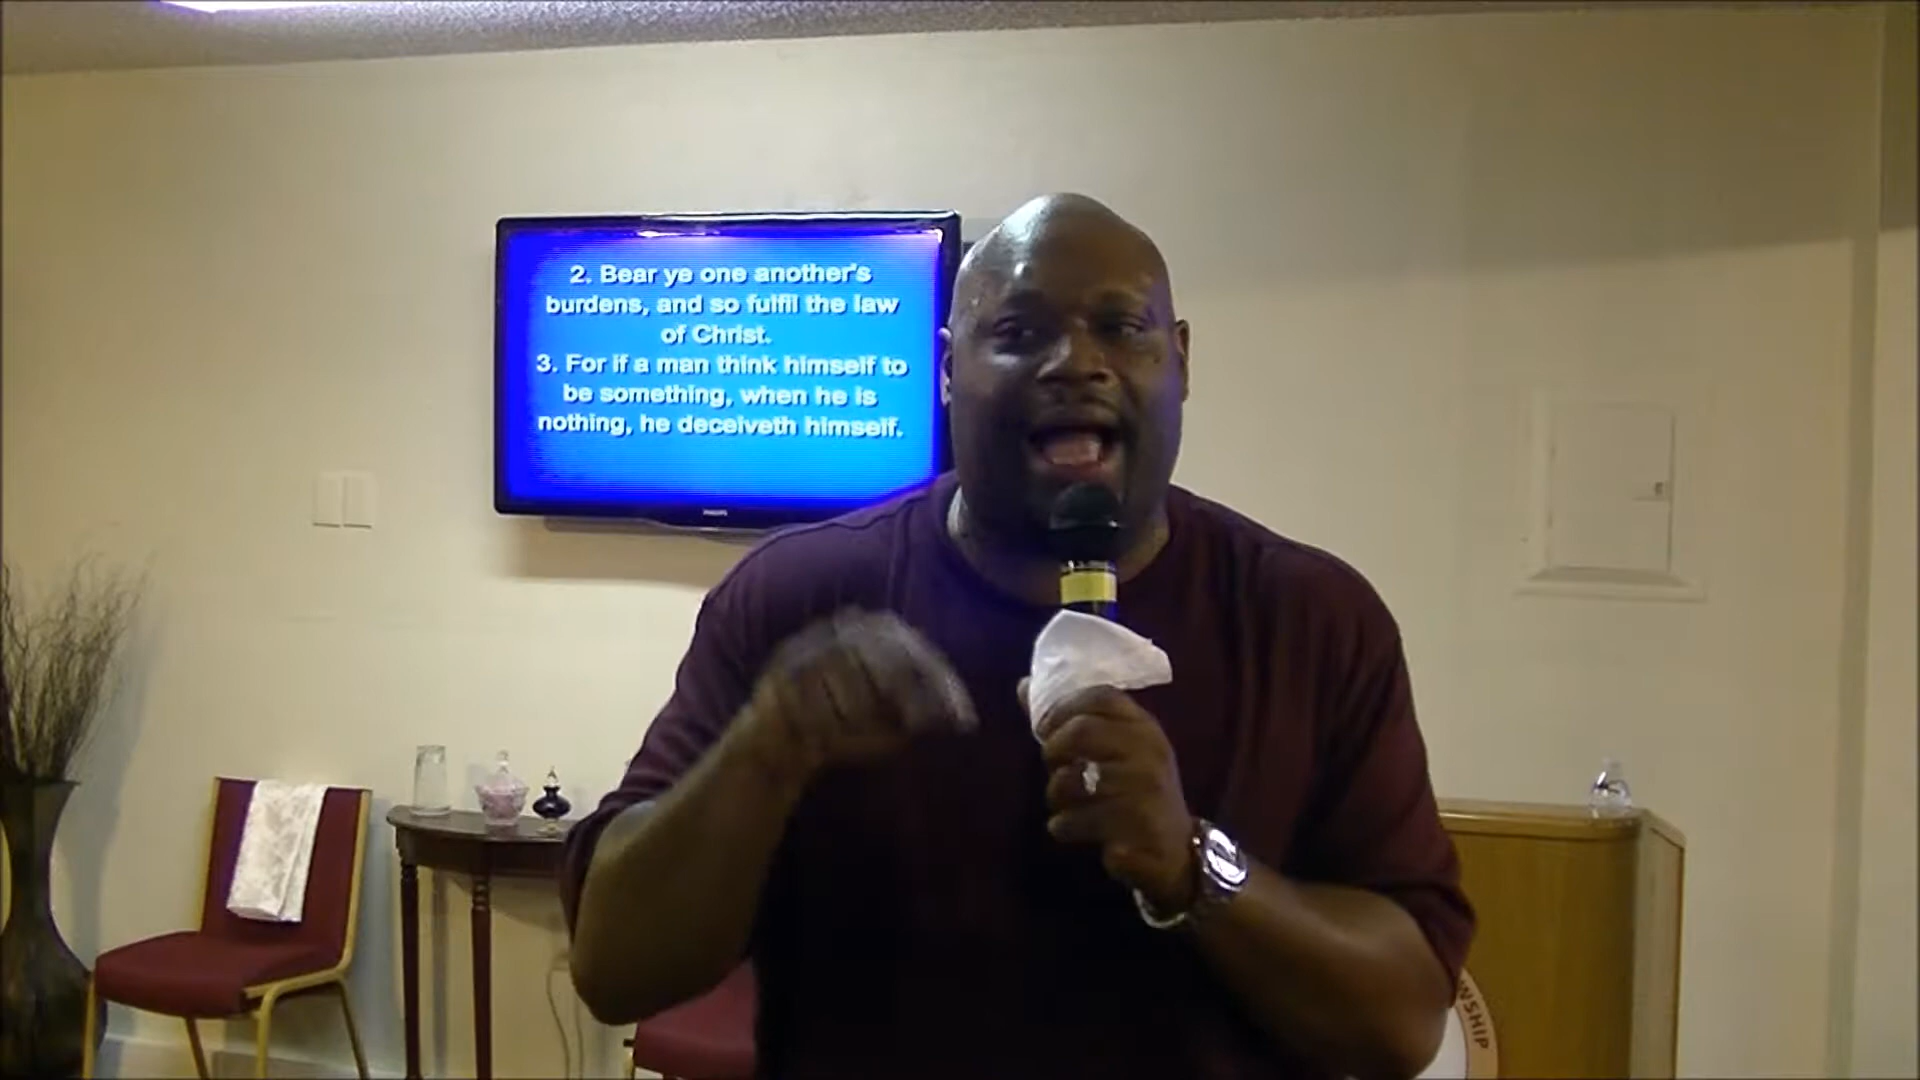 2. Bear ye one another's
burdens, and so fulfil the law
of Christ.
3. For if a man think himself to
be something, when he is
nothing, he deceiveth himself.
PHILIPS